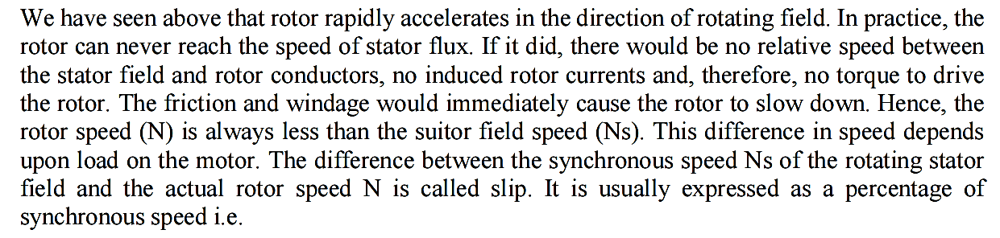 We have seen above that rotor rapidly accelerates in the direction of rotating field. In practice, the
rotor can never reach the speed of stator flux. If it did, there would be no relative speed between
the stator field and rotor conductors, no induced rotor currents and, therefore, no torque to drive
the rotor. The friction and windage would immediately cause the rotor to slow down. Hence, the
rotor speed (N) is always less than the suitor field speed (Ns). This difference in speed depends
upon load on the motor. The difference between the synchronous speed Ns of the rotating stator
field and the actual rotor speed N is called slip. It is usually expressed as a percentage of
synchronous speed i.e.